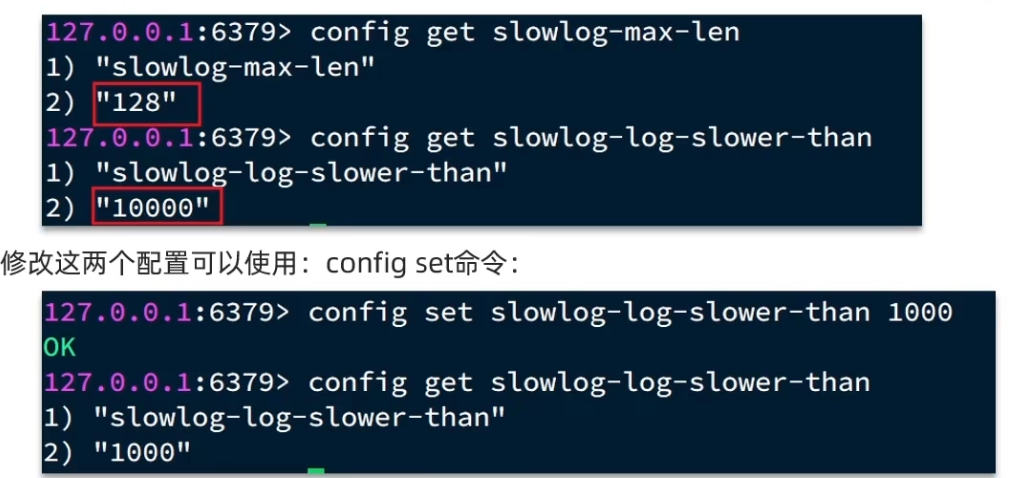 127.0.0.1:6379> config get slowlog-max-len
1) "slowlog-max-len"
2) "128"
127.0.0.1:6379> config get slowlog-log-slower-than
1) "slowlog-log-slower-than"
2) "10000"
修改这两个配置可以使用：config set命令：
127.0.0.1:6379> config set slowlog-log-slower-than 1000
OK
127.0.0.1:6379> config get slowlog-log-slower-than
1) "slowlog-log-slower-than"
2) "1000"